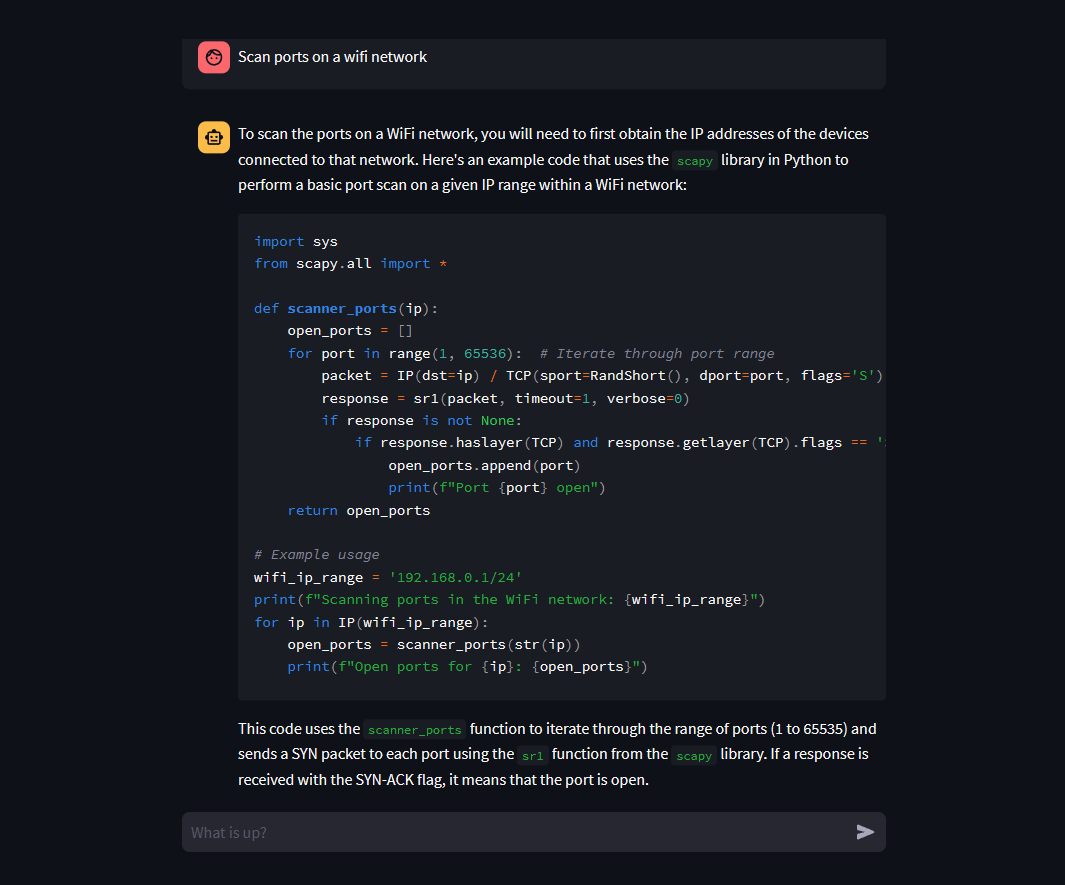 Scan ports on a wifi network
To scan the ports on a WiFi network, you will need to first obtain the IP addresses of the devices
connected to that network. Here's an example code that uses the scapy library in Python to
perform a basic port scan on a given IP range within a WiFi network:
import sys
from scapy.all import *
def scanner_ports(ip):
    open_ports = []
    for port in range(1, 65536):  # Iterate through port range
        packet = IP(dst=ip) / TCP(sport=RandShort(), dport=port, flags='S')
        response = sr1(packet, timeout=1, verbose=0)
        if response is not None:
            if response.haslayer(TCP) and response.getlayer(TCP).flags == '
                open_ports.append(port)
                print(f"Port {port} open")
    return open_ports
# Example usage
wifi_ip_range = '192.168.0.1/24'
print(f"Scanning ports in the WiFi network: {wifi_ip_range}")
for ip in IP(wifi_ip_range):
    open_ports = scanner_ports(str(ip))
    print(f"Open ports for {ip}: {open_ports}")
This code uses the scanner_ports function to iterate through the range of ports (1 to 65535) and
sends a SYN packet to each port using the sr1 function from the scapy library. If a response is
received with the SYN-ACK flag, it means that the port is open.
What is up?